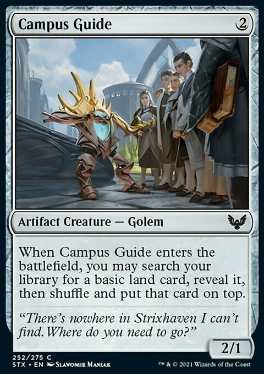 Campus Guide 2
Artifact Creature — Golem
When Campus Guide enters the
battlefield, you may search your
library for a basic land card, reveal it,
then shuffle and put that card on top.
"There's nowhere in Strixhaven I can't
find. Where do you need to go?"
2/1
252/275 C
STX • EN SLAWOMIR MANIAK
™ & © 2021 Wizards of the Coast